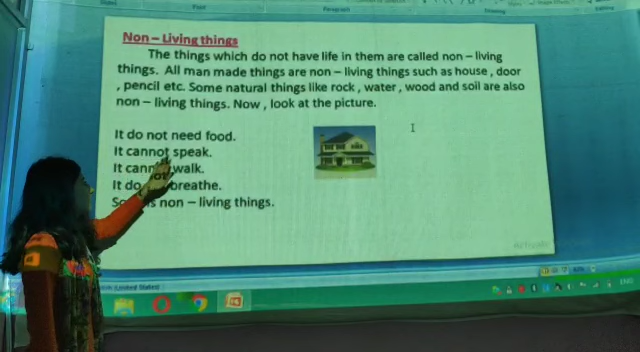 Paragraph
Editing
Non – Living things
The things which do not have life in them are called non – living
things. All man made things are non – living things such as house , door
, pencil etc. Some natural things like rock , water , wood and soil are also
non – living things. Now , look at the picture.
It do not need food.
It cannot speak.
It walk.
It do breathe.
is non – living things.